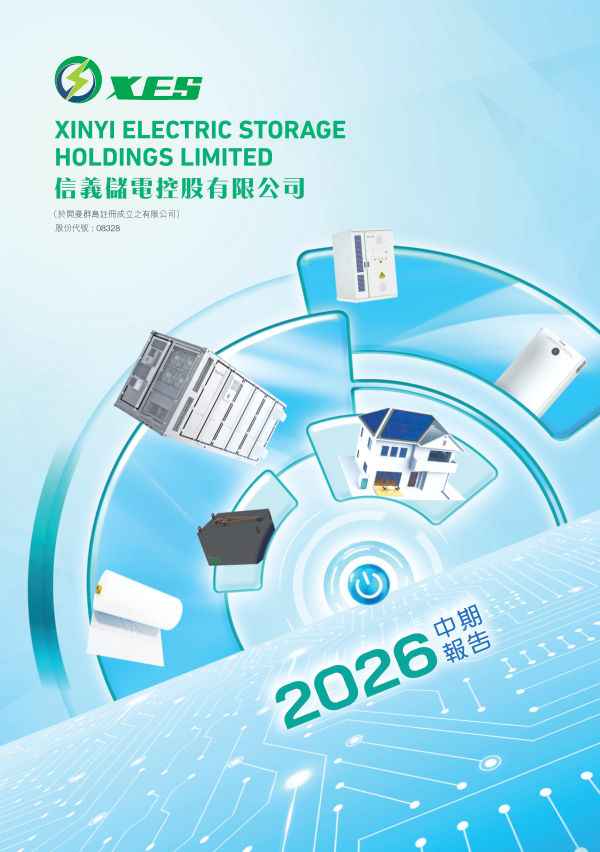 XES
XINYI ELECTRIC STORAGE
HOLDINGS LIMITED
信義儲電控股有限公司
（於開曼群島註冊成立之有限公司）
股份代號：08328
2026
中期
報告